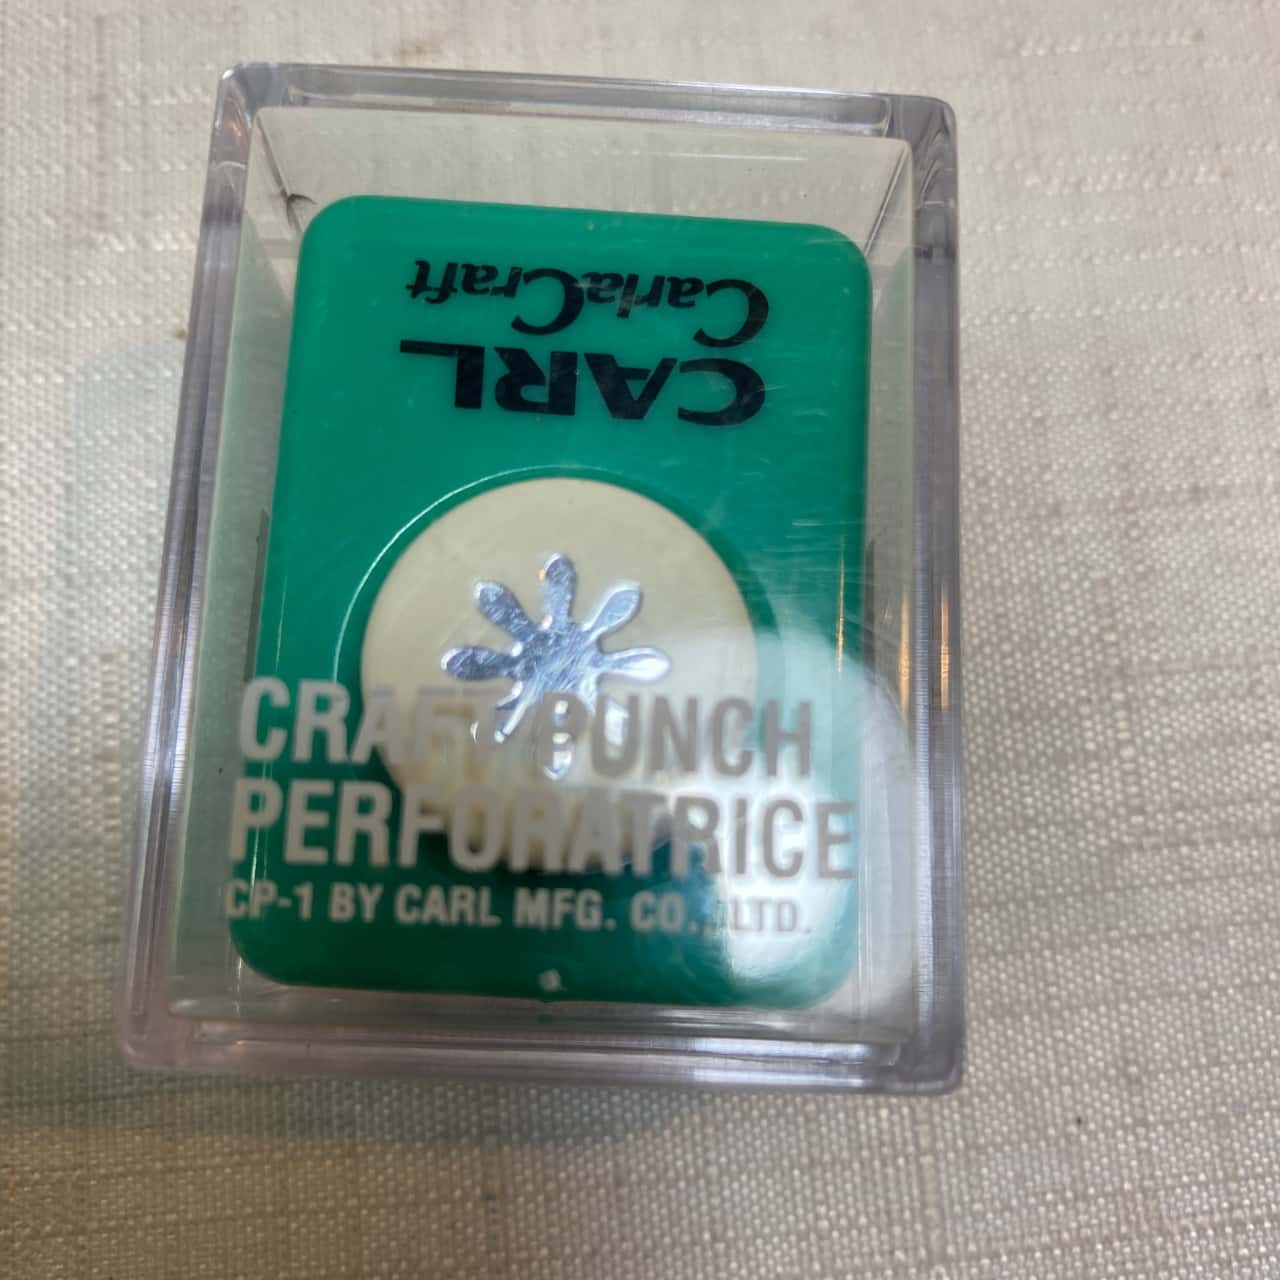 CARL
CarlaCraft
CRAFT PUNCH
PERFORATRICE
CP-1 BY CARL MFG. CO., LTD.